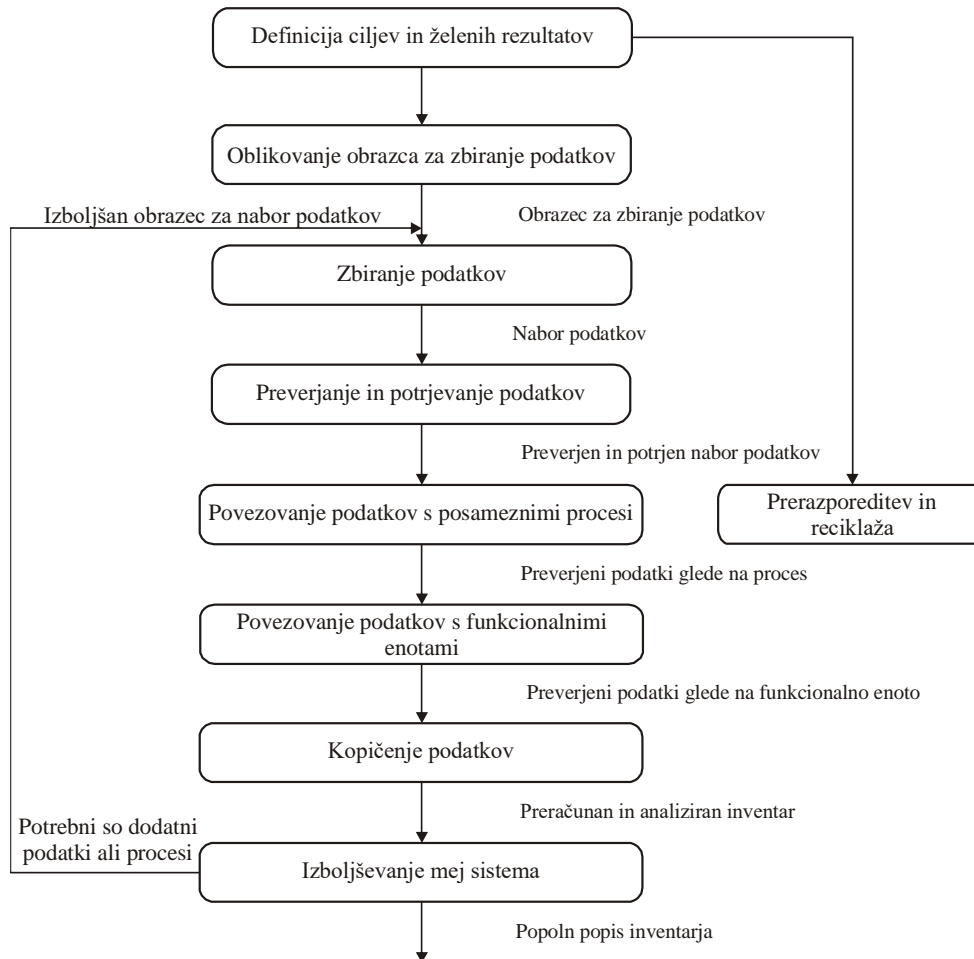 Definicija ciljev in želenih rezultatov
Oblikovanje obrazca za zbiranje podatkov
Izboljšan obrazec za nabor podatkov
Obrazec za zbiranje podatkov
Zbiranje podatkov
Nabor podatkov
Preverjanje in potrjevanje podatkov
Preverjen in potrjen nabor podatkov
Povezovanje podatkov s posameznimi procesi
Prerazporeditev in
reciklaža
Preverjeni podatki glede na proces
Povezovanje podatkov s funkcionalnimi
enotami
Preverjeni podatki glede na funkcionalno enoto
Kopičenje podatkov
Preračunan in analiziran inventar
Potrebni so dodatni
podatki ali procesi
Izboljševanje mej sistema
Popoln popis inventarja